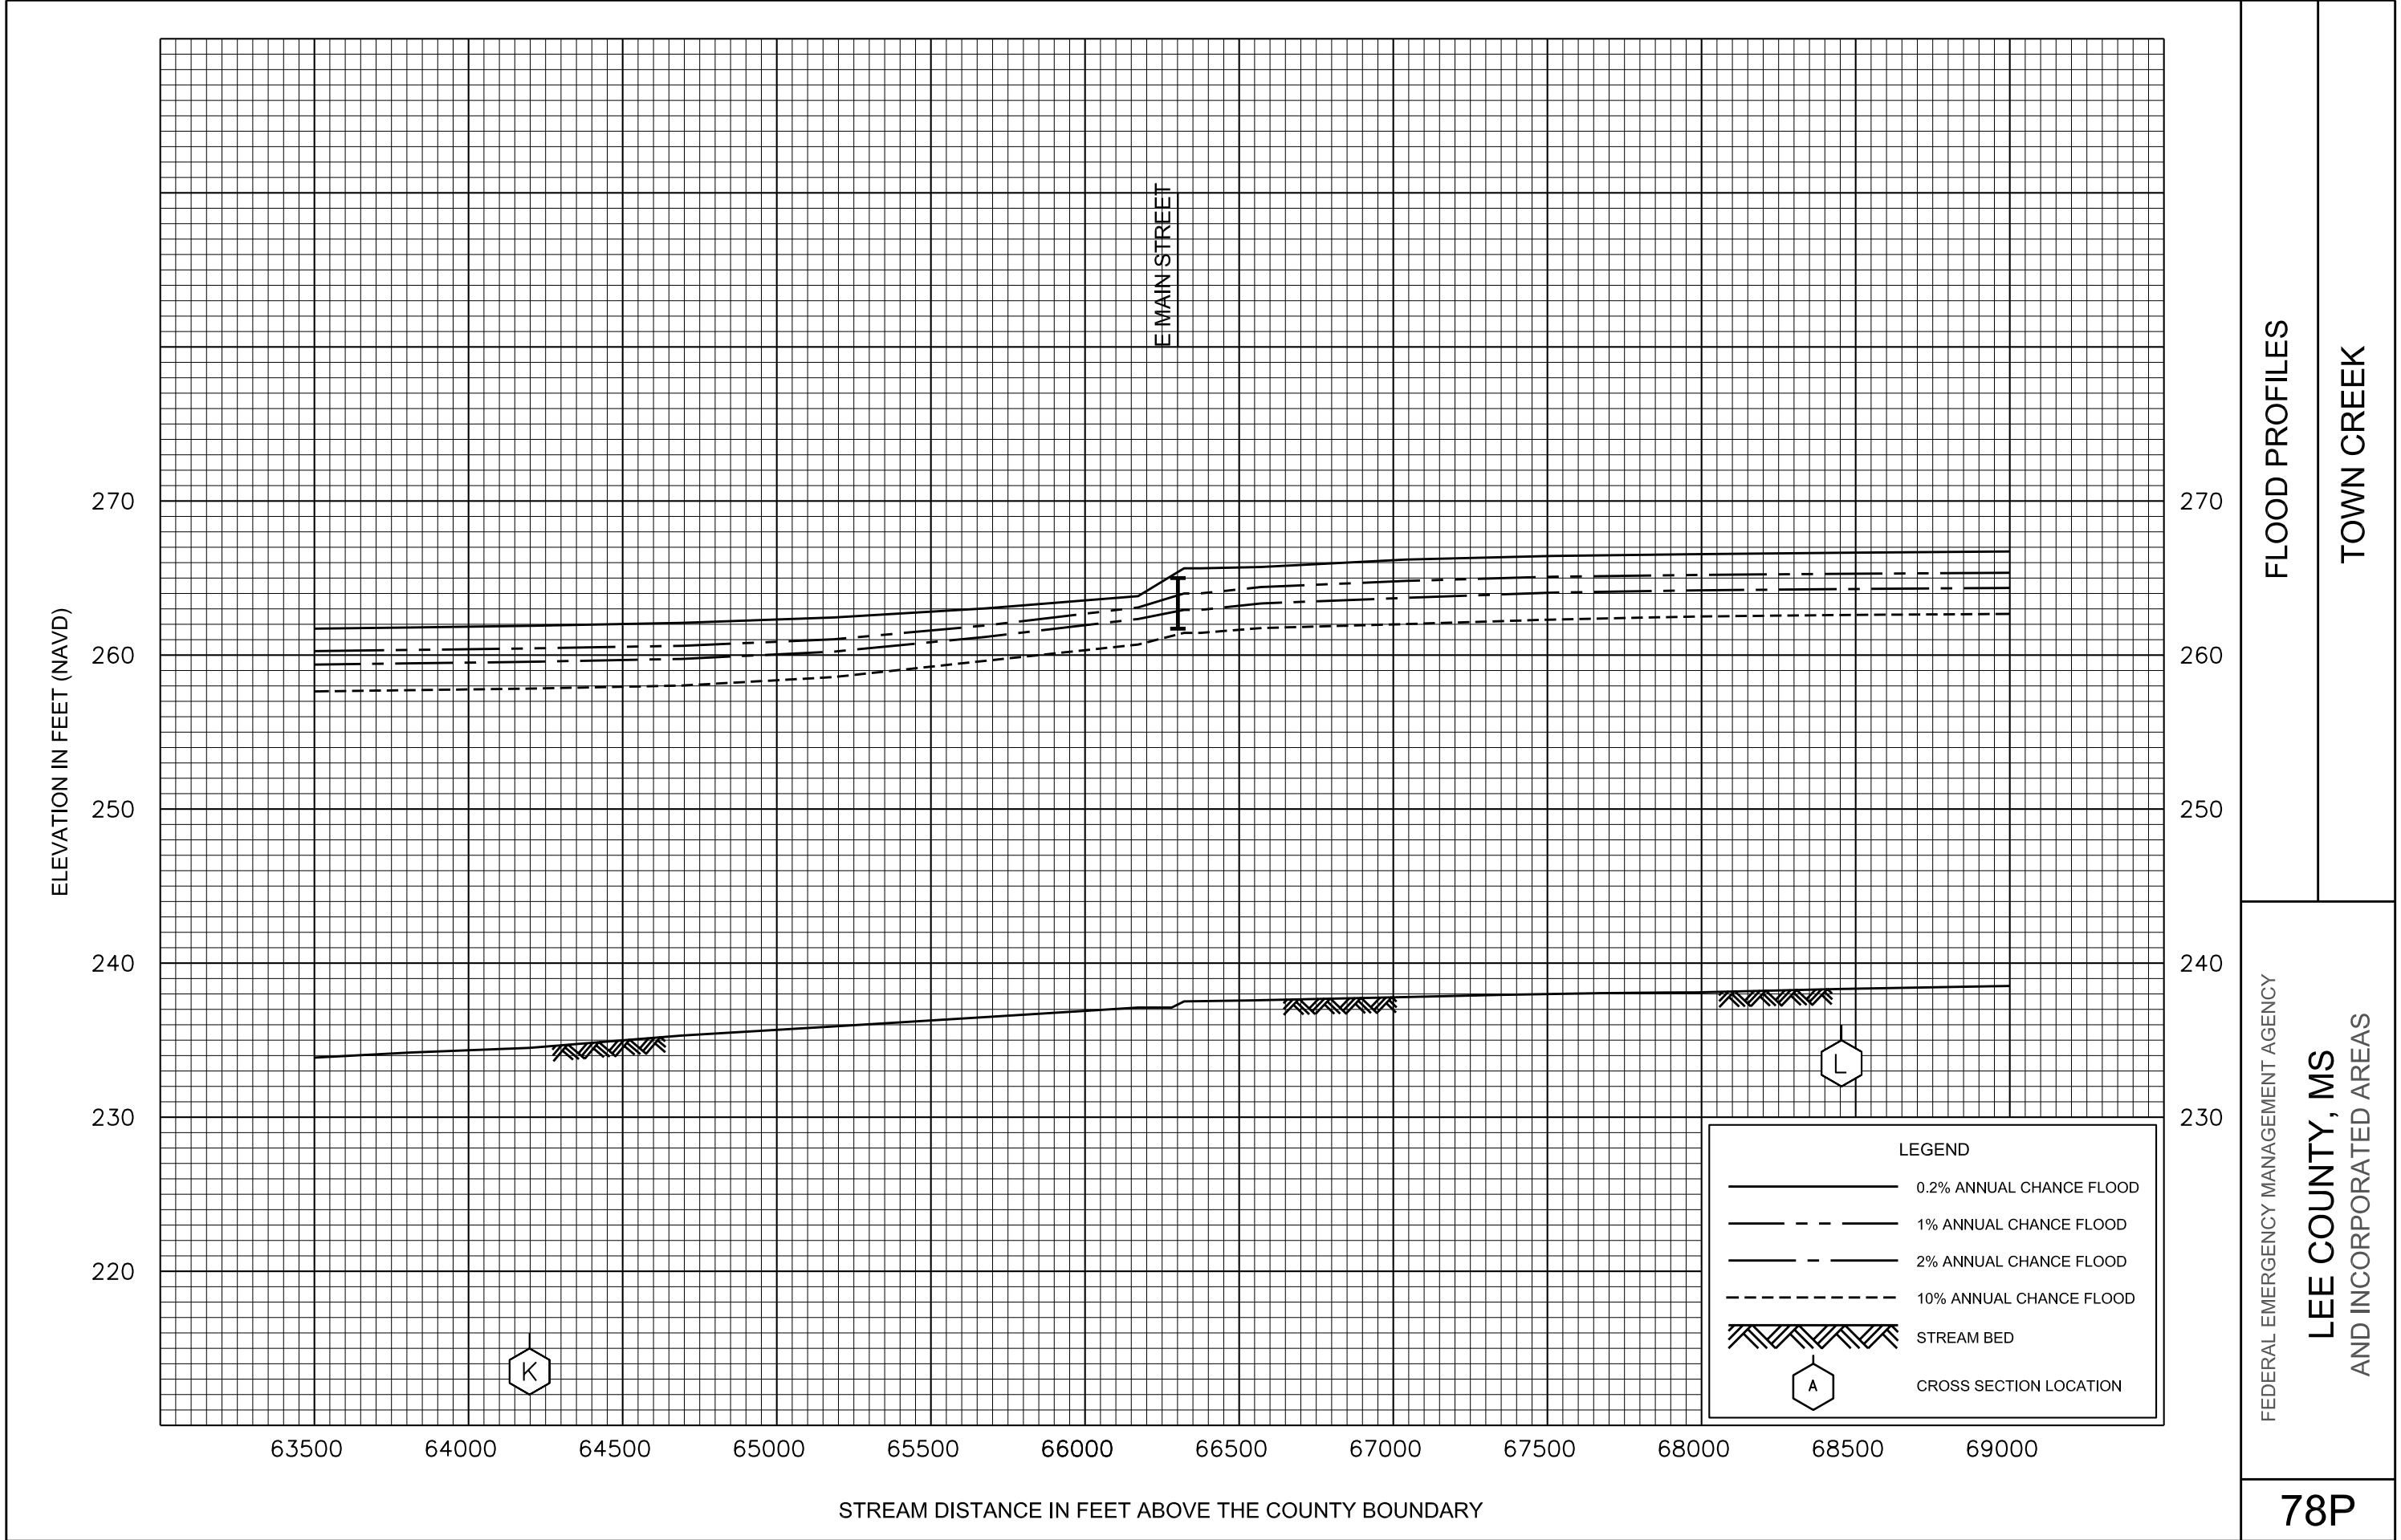 E MAIN STREET
ELEVATION IN FEET (NAVD)
270
260
250
240
230
220
270
260
250
240
230
K
L
LEGEND
0.2% ANNUAL CHANCE FLOOD
1% ANNUAL CHANCE FLOOD
2% ANNUAL CHANCE FLOOD
10% ANNUAL CHANCE FLOOD
STREAM BED
A
CROSS SECTION LOCATION
63500 64000 64500 65000 65500 66000 66500 67000 67500 68000 68500 69000
STREAM DISTANCE IN FEET ABOVE THE COUNTY BOUNDARY
FLOOD PROFILES
TOWN CREEK
FEDERAL EMERGENCY MANAGEMENT AGENCY
LEE COUNTY, MS
AND INCORPORATED AREAS
78P